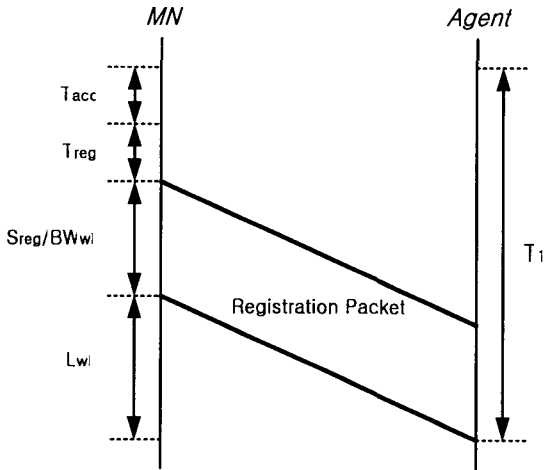 MN Agent
Tacc
Treg
Sreg/BWwl
T1
Registration Packet
Lwl